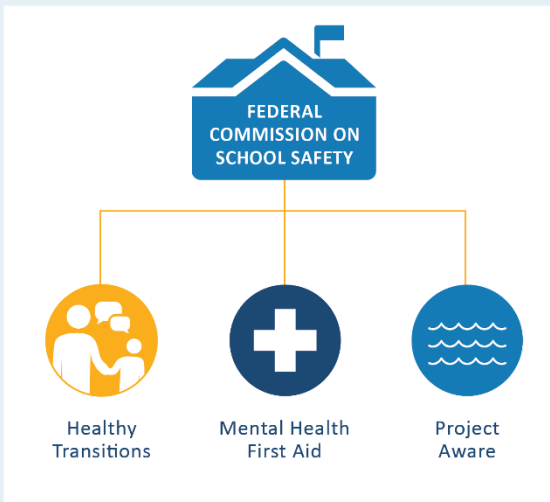 FEDERAL
COMMISSION ON
SCHOOL SAFETY
Healthy
Transitions
Mental Health
First Aid
Project
Aware